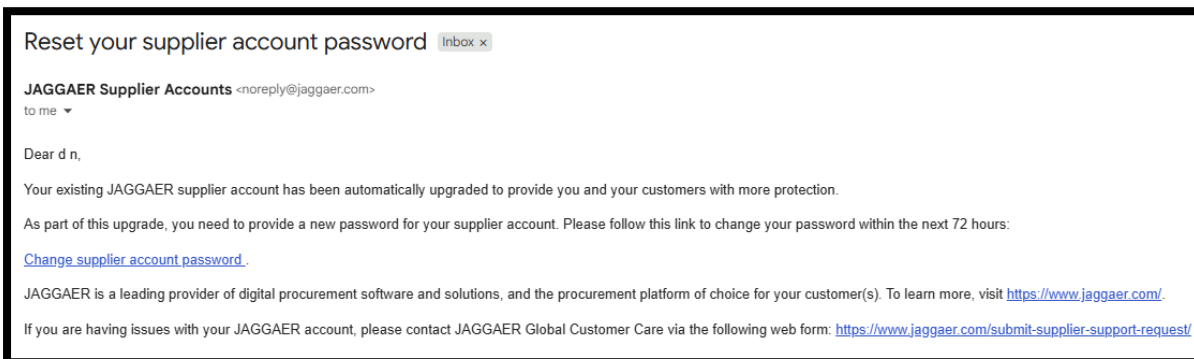 Reset your supplier account password Inbox x
JAGGAER Supplier Accounts <noreply@jaggaer.com>
to me
Dear d n,
Your existing JAGGAER supplier account has been automatically upgraded to provide you and your customers with more protection.
As part of this upgrade, you need to provide a new password for your supplier account. Please follow this link to change your password within the next 72 hours:
Change supplier account password .
JAGGAER is a leading provider of digital procurement software and solutions, and the procurement platform of choice for your customer(s). To learn more, visit https://www.jaggaer.com/.
If you are having issues with your JAGGAER account, please contact JAGGAER Global Customer Care via the following web form: https://www.jaggaer.com/submit-supplier-support-request/